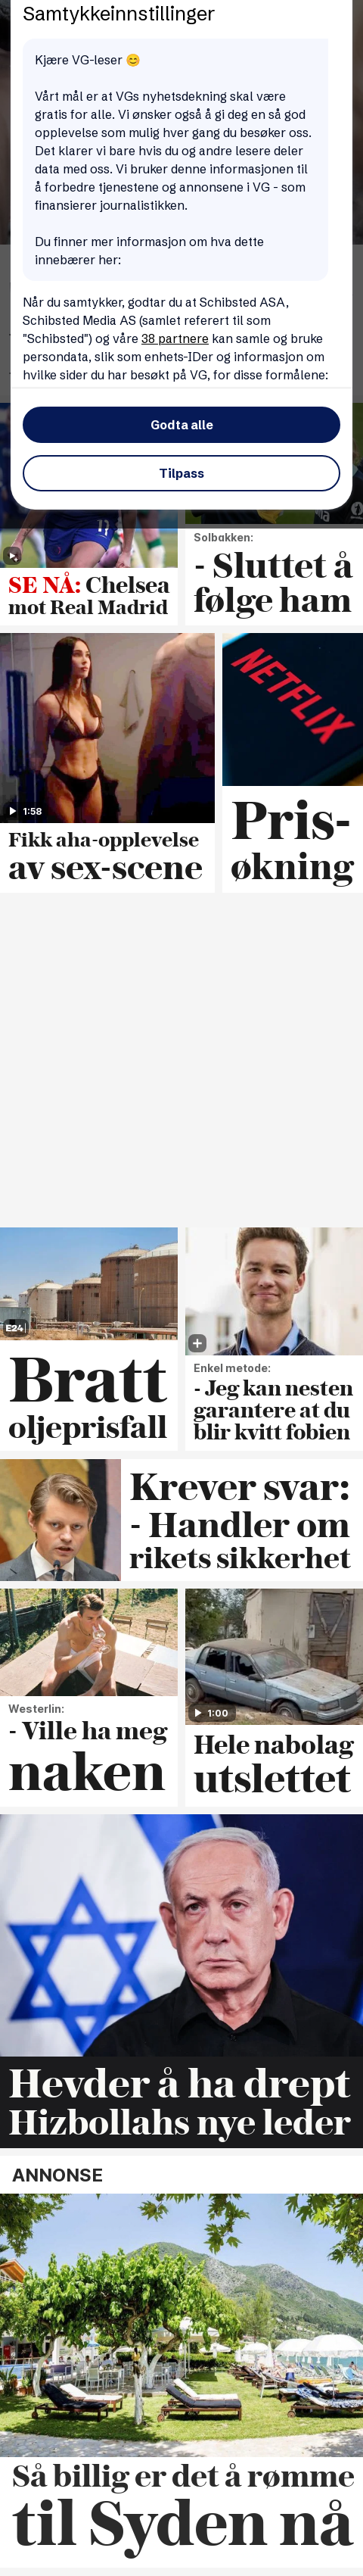 Samtykkeinnstillinger
Kjære VG-leser 😊
Vårt mål er at VGs nyhetsdekning skal være
gratis for alle. Vi ønsker også å gi deg en så god
opplevelse som mulig hver gang du besøker oss.
Det klarer vi bare hvis du og andre lesere deler
data med oss. Vi bruker denne informasjonen til
å forbedre tjenestene og annonsene i VG - som
finansierer journalistikken.
Du finner mer informasjon om hva dette
innebærer her:
Når du samtykker, godtar du at Schibsted ASA,
Schibsted Media AS (samlet referert til som
"Schibsted") og våre 38 partnere kan samle og bruke
persondata, slik som enhets-IDer og informasjon om
hvilke sider du har besøkt på VG, for disse formålene:
Godta alle
Tilpass
SE NÅ: Chelsea
mot Real Madrid
Solbakken:
- Sluttet å
følge ham
1:58
Fikk aha-opplevelse
av sex-scene
NETFLIX
Pris-
økning
E24
Bratt
oljeprisfall
Enkel metode:
- Jeg kan nesten
garantere at du
blir kvitt fobien
Krever svar:
- Handler om
rikets sikkerhet
Westerlin:
- Ville ha meg
naken
1:00
Hele nabolag
utslettet
Hevder å ha drept
Hizbollahs nye leder
ANNONSE
Så billig er det å rømme
til Syden nå